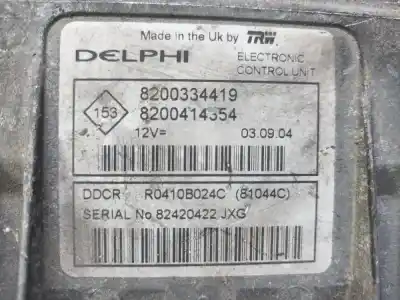 Made in the Uk by TRW
DELPHI ELECTRONIC CONTROL UNIT
153
8200334419
8200414354
12V= 03.09.04
DDCR R0410B024C (81044C)
SERIAL No 82420422 JXG